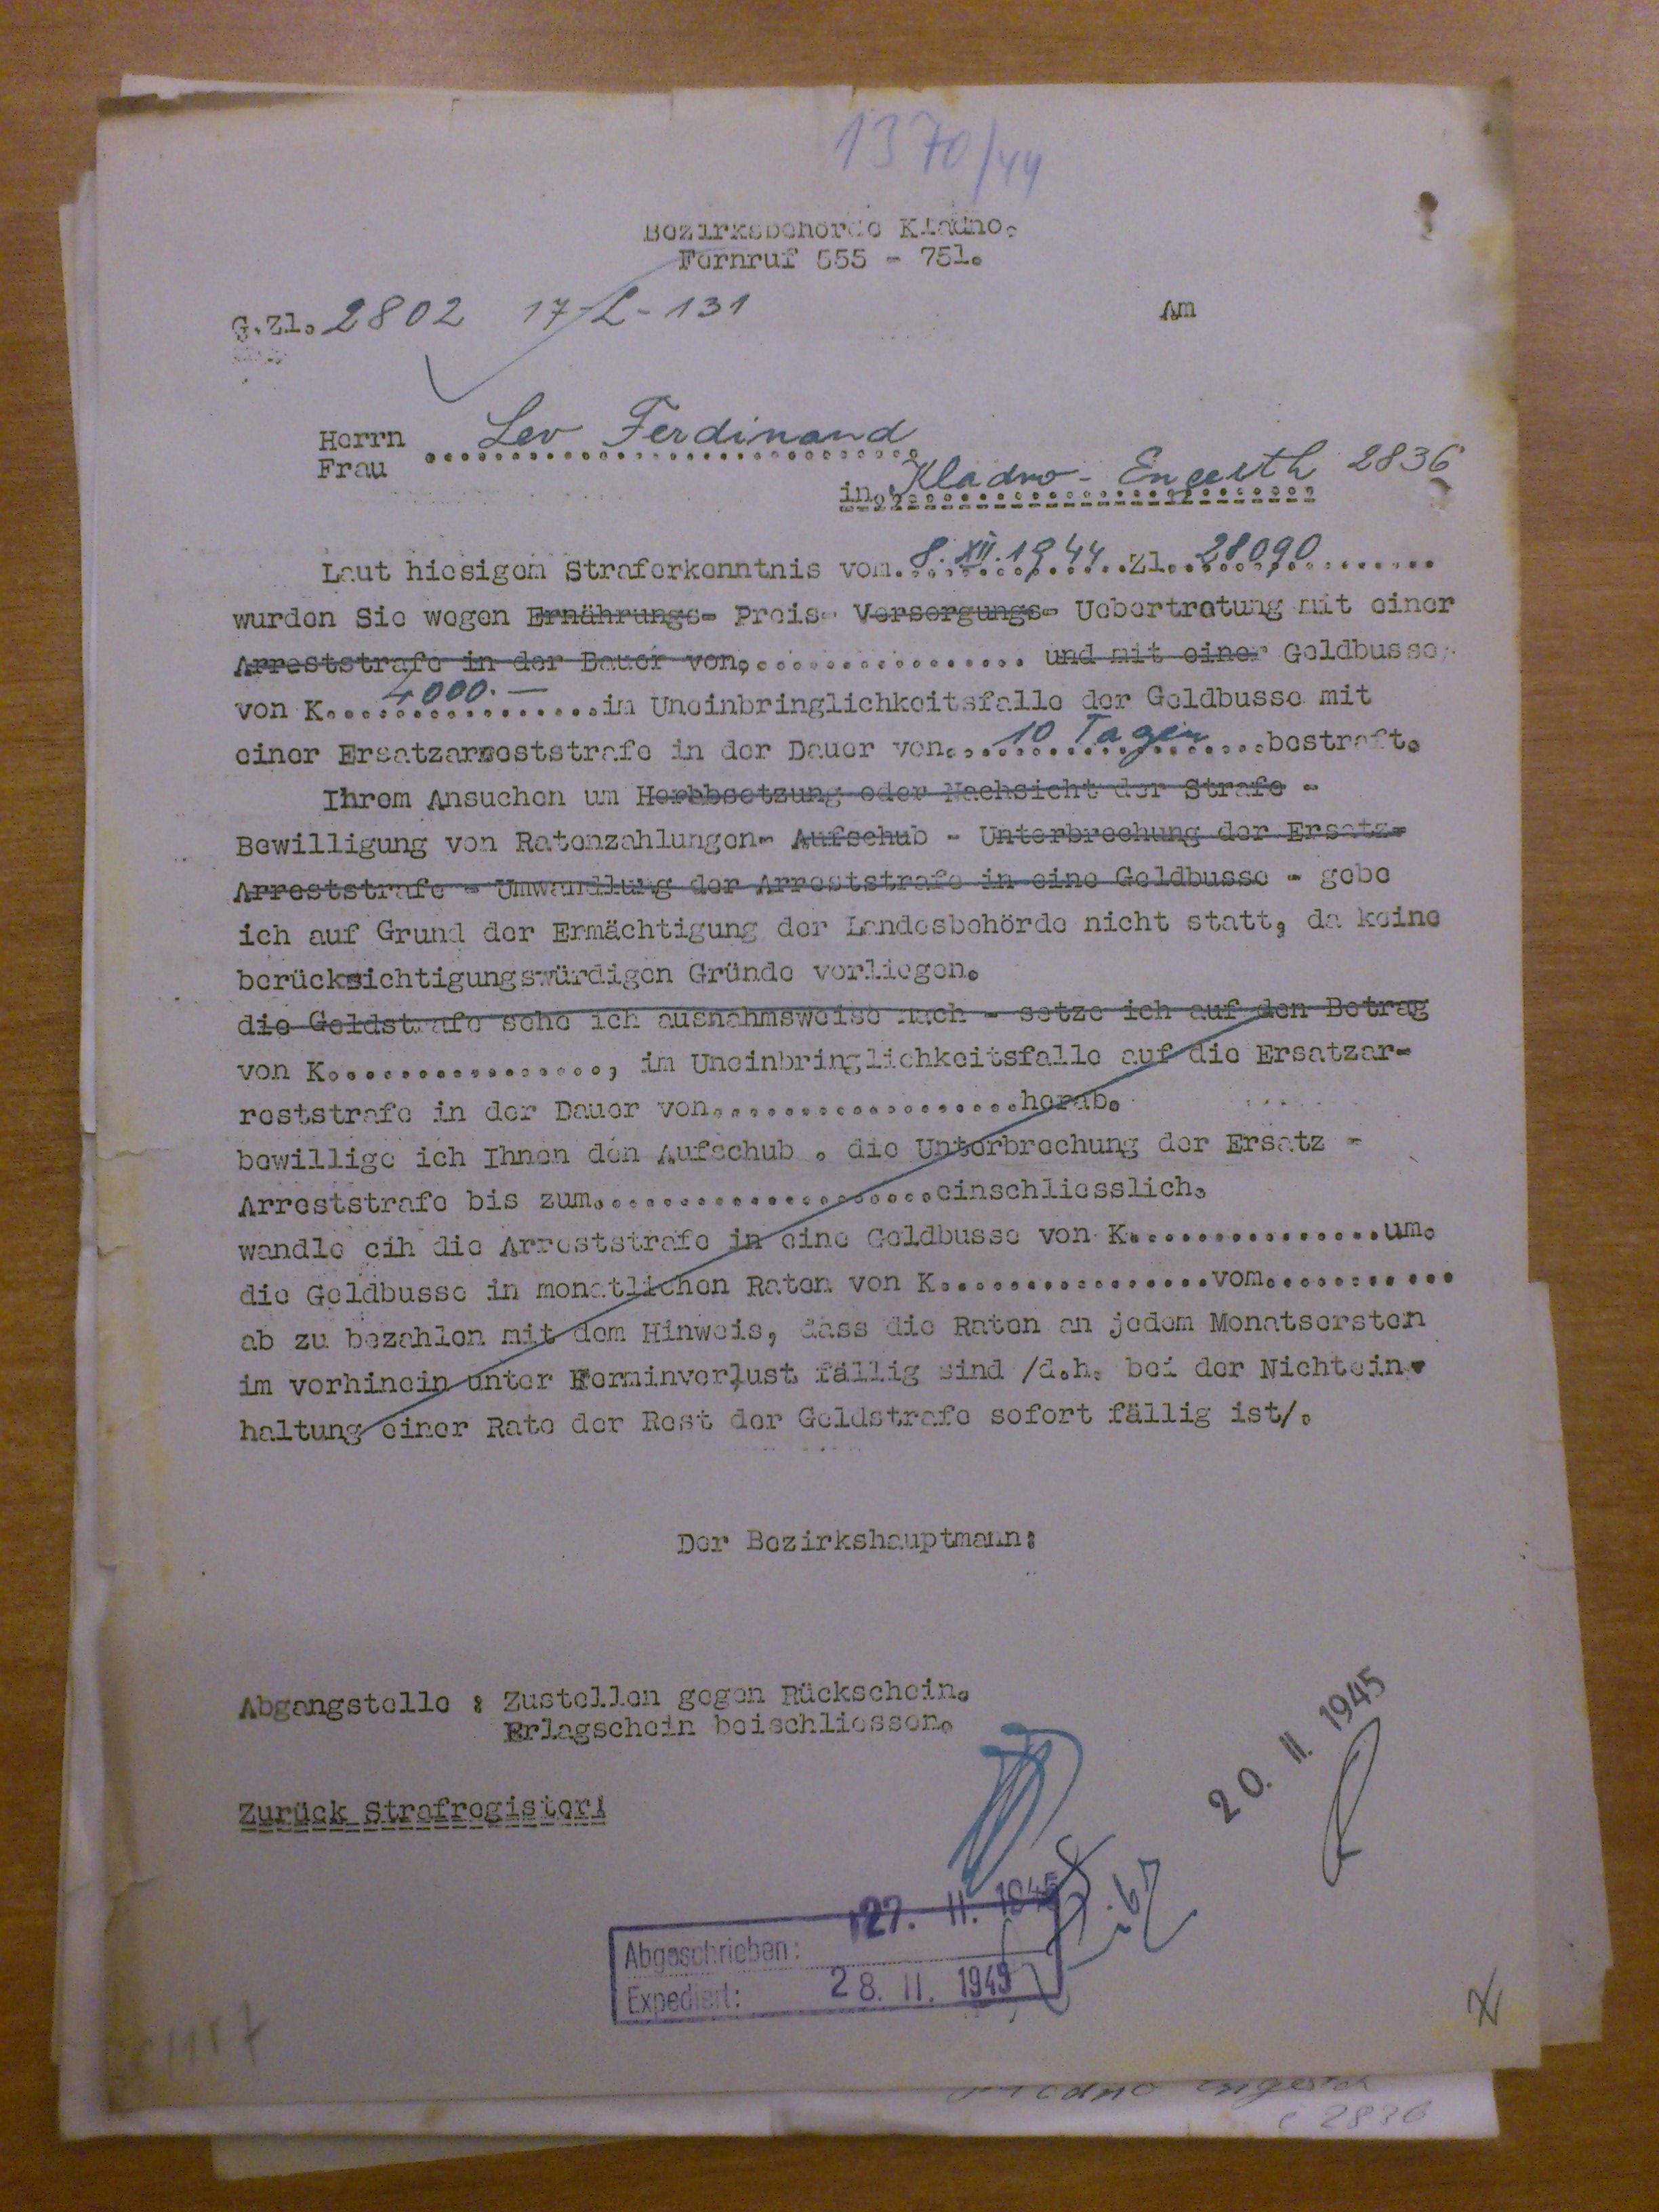 1370/44
Bezirksbehörde Kladno.
Fernruf 555 - 751.
G.Zl. 2802 17-L-131 Am
Herrn Lev Ferdinand
Frau
in Kladno - Engerth 2836
Laut hiesigem Straferkenntnis vom. 8. XII. 1944. Zl. 28090
wurden Sie wegen Ernährungs- Preis- Versorgungs- Uebertretung mit einer
Arreststrafe in der Dauer von, und mit einer Geldbusse,
von K 4000.- im Uneinbringlichkeitsfalle der Geldbusse mit
einer Ersatzarreststrafe in der Dauer von 10 Tagen bestraft.
Ihrem Ansuchen um Herabsetzung oder Nachsicht der Strafe -
Bewilligung von Ratenzahlungen- Aufschub - Unterbrechung der Ersatz-
Arreststrafe - Umwandlung der Arreststrafe in eine Geldbusse - gebe
ich auf Grund der Ermächtigung der Landesbehörde nicht statt, da keine
berücksichtigungswürdigen Gründe vorliegen.
die Geldstrafe sehe ich ausnahmsweise nach - setze ich auf den Betrag
von K................, im Uneinbringlichkeitsfalle auf die Ersatzar-
reststrafe in der Dauer von...................herab.
bewillige ich Ihnen den Aufschub . die Unterbrechung der Ersatz -
Arreststrafe bis zum.....................einschliesslich.
wandle cih die Arreststrafe in eine Geldbusse von K................um.
die Geldbusse in monatlichen Raten von K.................vom............
ab zu bezahlen mit dem Hinweis, dass die Raten an jedem Monatsersten
im vorhinein unter Terminverlust fällig sind /d.h. bei der Nichtein-
haltung einer Rate der Rest der Geldstrafe sofort fällig ist/.
Der Bezirkshauptmann:
Abgangstelle : Zustellen gegen Rückschein.
Erlagschein beischliessen.
20. II. 1945
Zurück Strafregister!
27. II. 1945
Abgeschrieben:
Expediert: 28. II. 1945
2836